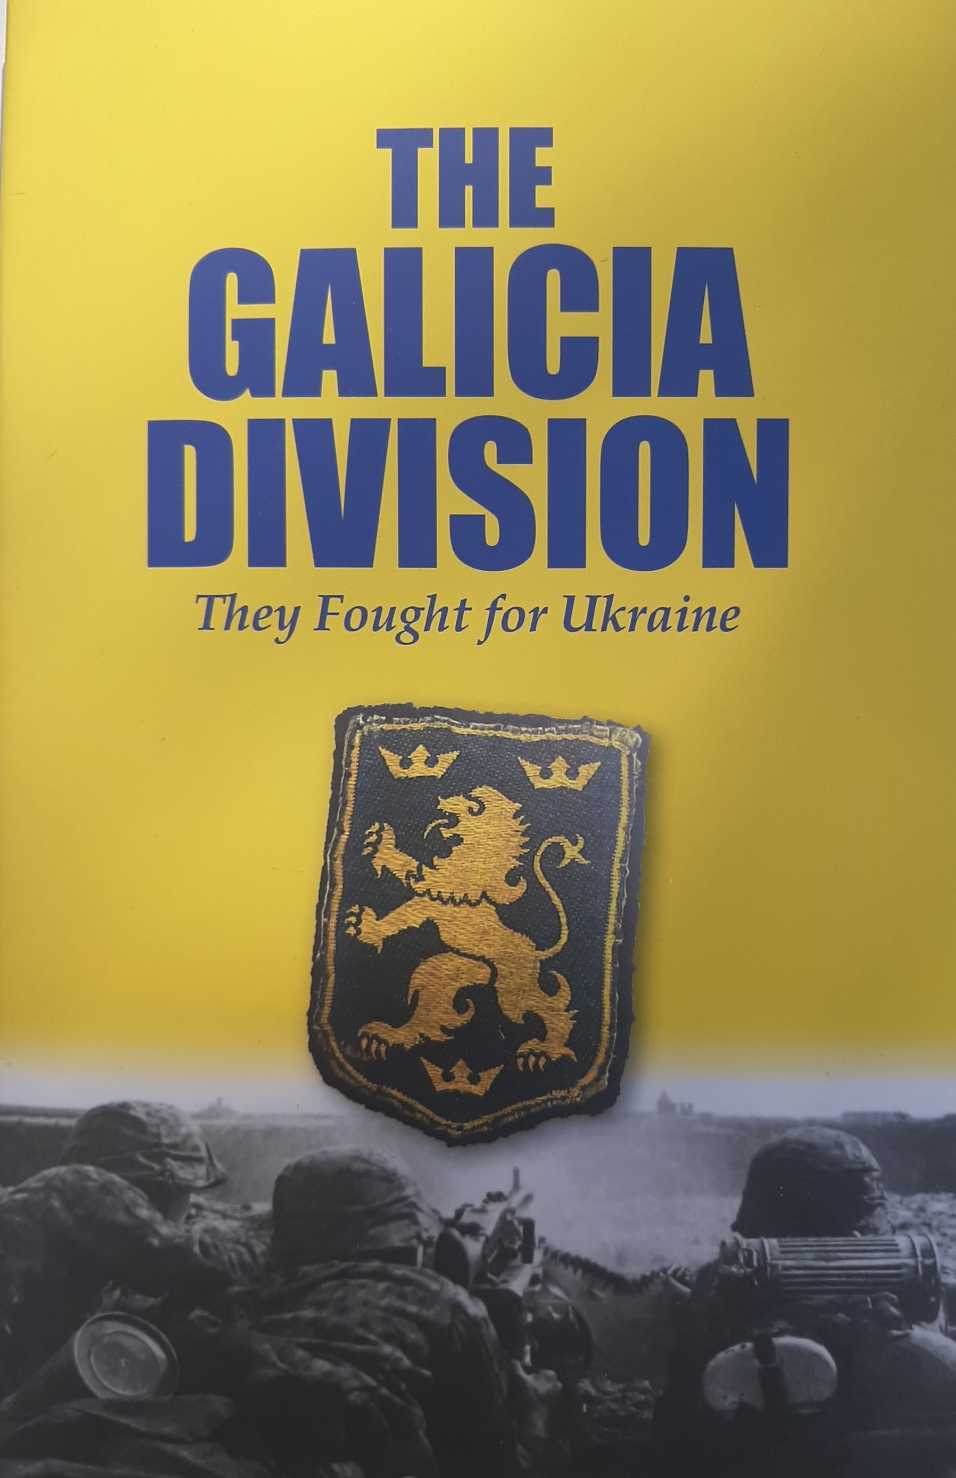 THE
GALICIA
DIVISION
They Fought for Ukraine